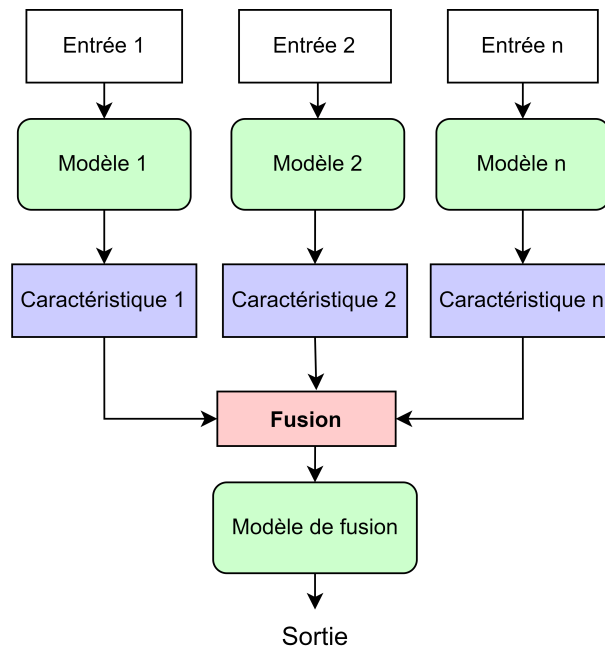 Entrée 1
Entrée 2
Entrée n
Modèle 1
Modèle 2
Modèle n
Caractéristique 1
Caractéristique 2
Caractéristique n
Fusion
Modèle de fusion
Sortie